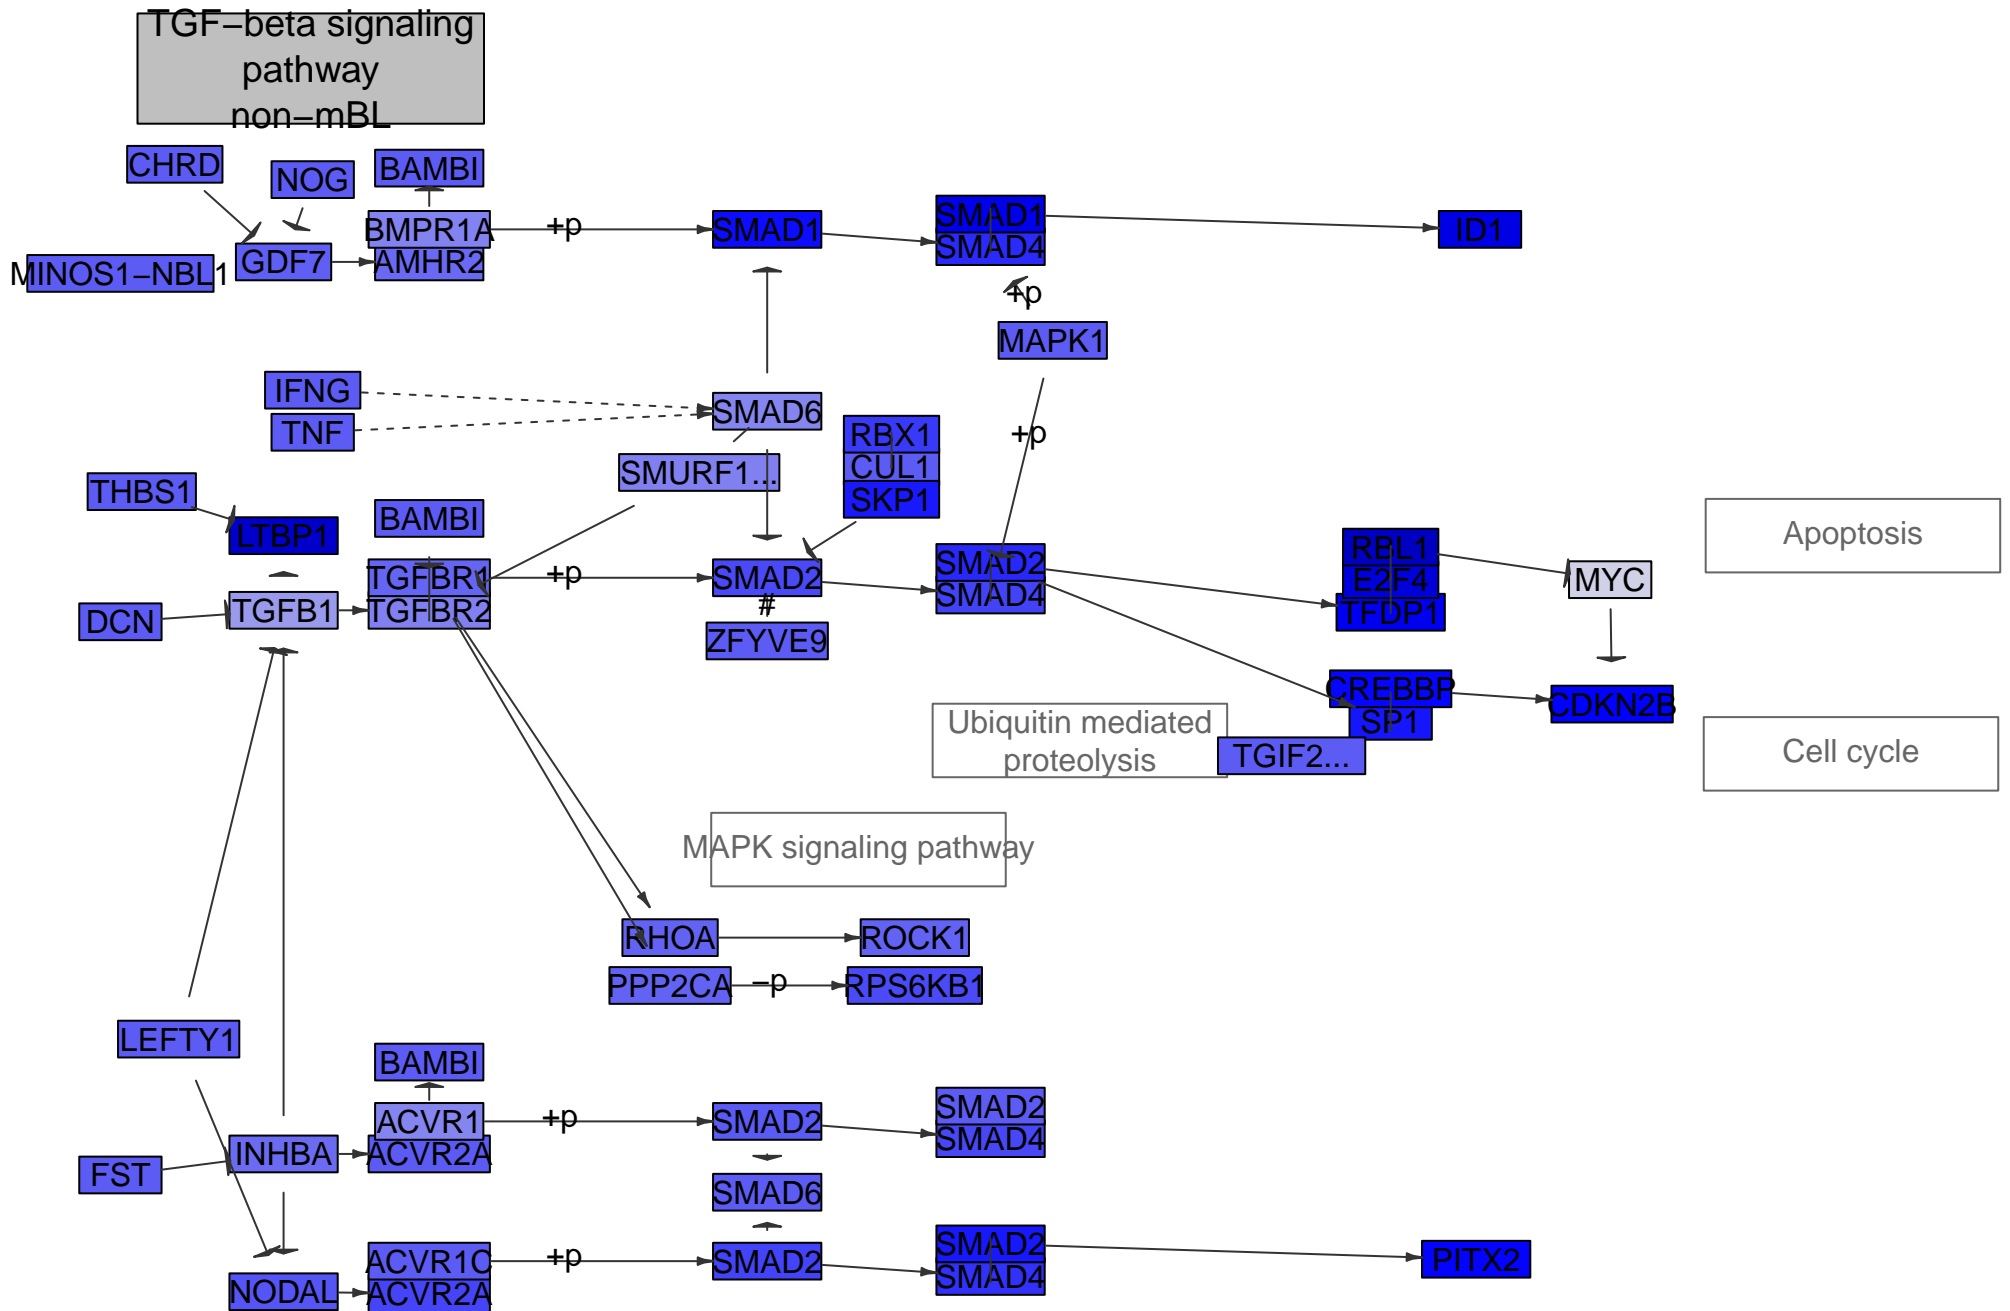 TGF−beta signaling
pathway
non−mBL
CHRD
NOG
BAMBI
BMPR1A
+p
SMAD1
SMAD1
SMAD4
ID1
MINOS1−NBL1
GDF7
AMHR2
+p
MAPK1
IFNG
TNF
SMAD6
RBX1
CUL1
SKP1
+p
SMURF1...
THBS1
LTBP1
BAMBI
Apoptosis
TGFBR1
TGFBR2
+p
SMAD2
#
ZFYVE9
SMAD2
SMAD4
RBL1
E2F4
TFDP1
MYC
DCN
TGFB1
CREBBP
SP1
CDKN2B
Ubiquitin mediated
proteolysis
TGIF2...
Cell cycle
MAPK signaling pathway
RHOA
ROCK1
PPP2CA
−p
RPS6KB1
LEFTY1
BAMBI
ACVR1
ACVR2A
+p
SMAD2
SMAD2
SMAD4
FST
INHBA
SMAD6
NODAL
ACVR1C
ACVR2A
+p
SMAD2
SMAD2
SMAD4
PITX2